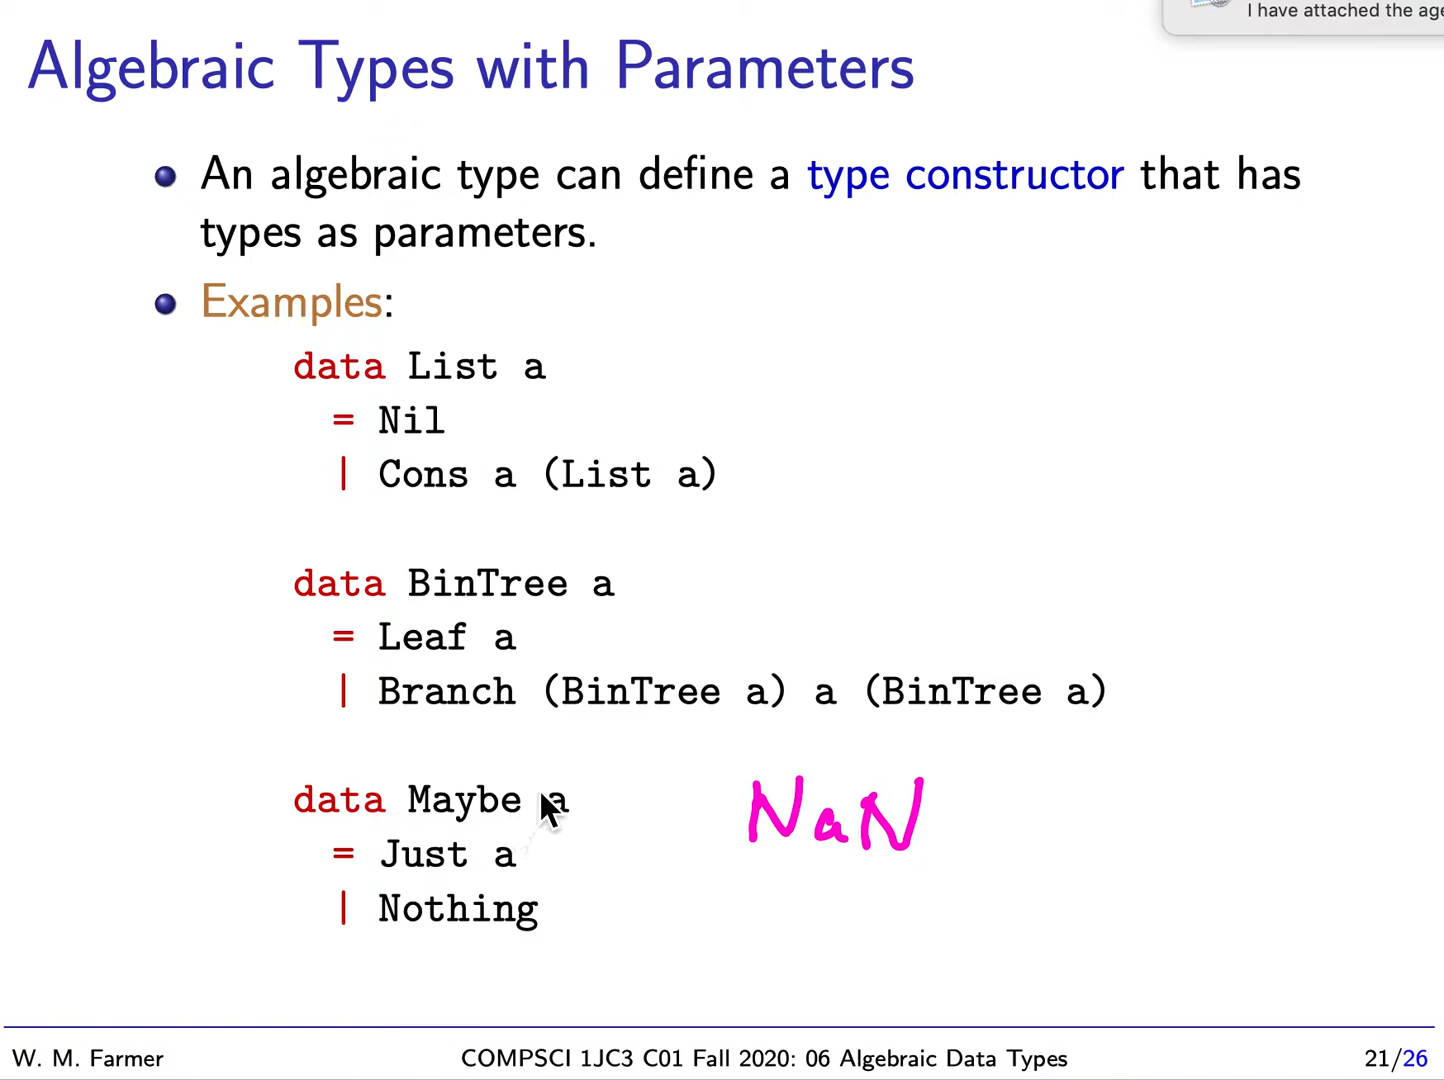 I have attached the age
Algebraic Types with Parameters
An algebraic type can define a type constructor that has
types as parameters.
Examples:
data List a
= Nil
| Cons a (List a)
data BinTree a
= Leaf a
| Branch (BinTree a) a (BinTree a)
data Maybe a NaN
= Just a
| Nothing
W. M. Farmer COMPSCI 1JC3 C01 Fall 2020: 06 Algebraic Data Types 21/26